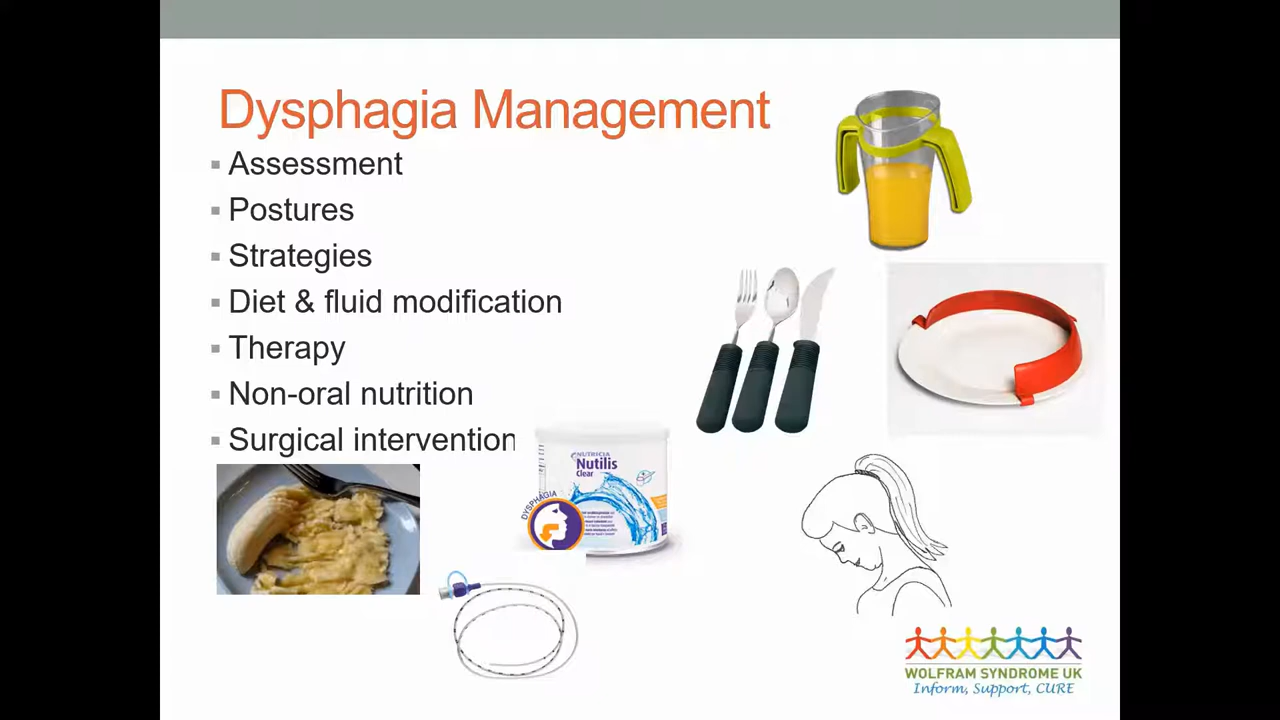 Dysphagia Management
Assessment
Postures
Strategies
Diet & fluid modification
Therapy
Non-oral nutrition
Surgical intervention
NUTRICIA
Nutilis
Clear
DYSPHAGIA
WOLFRAM SYNDROME UK
Inform, Support, CURE